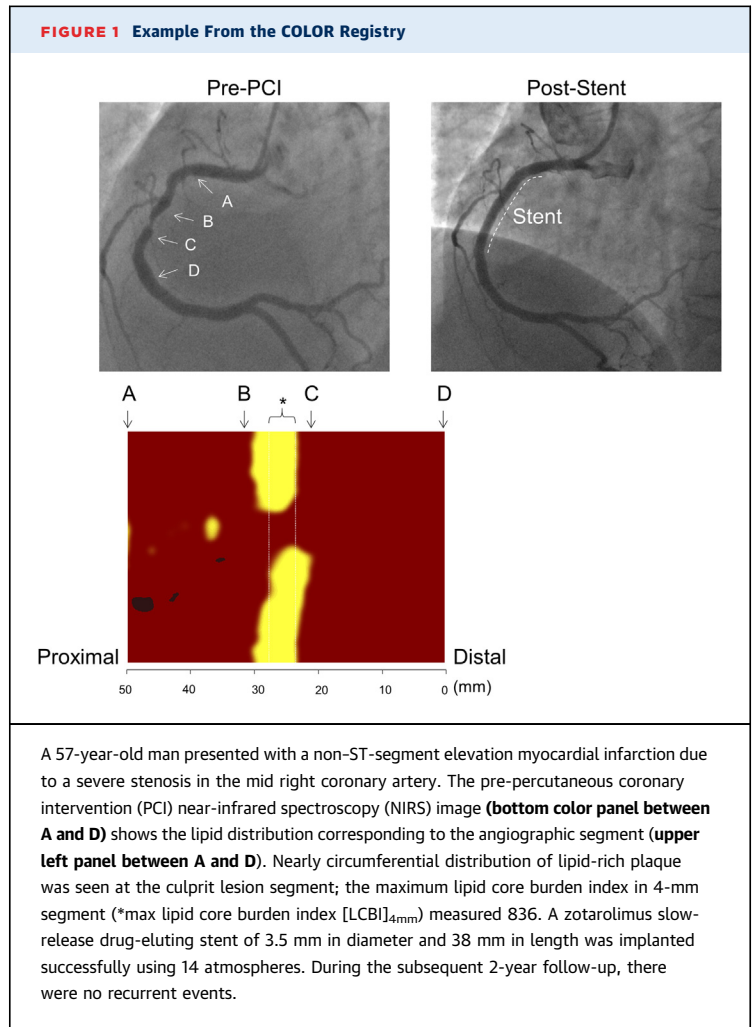 FIGURE 1 Example From the COLOR Registry
Pre-PCI Post-Stent
A
B
C
D
Stent
A B * C D
Proximal Distal
50 40 30 20 10 0 (mm)
A 57-year-old man presented with a non–ST-segment elevation myocardial infarction due
to a severe stenosis in the mid right coronary artery. The pre-percutaneous coronary
intervention (PCI) near-infrared spectroscopy (NIRS) image (bottom color panel between
A and D) shows the lipid distribution corresponding to the angiographic segment (upper
left panel between A and D). Nearly circumferential distribution of lipid-rich plaque
was seen at the culprit lesion segment; the maximum lipid core burden index in 4-mm
segment (*max lipid core burden index [LCBI]4mm) measured 836. A zotarolimus slow-
release drug-eluting stent of 3.5 mm in diameter and 38 mm in length was implanted
successfully using 14 atmospheres. During the subsequent 2-year follow-up, there
were no recurrent events.